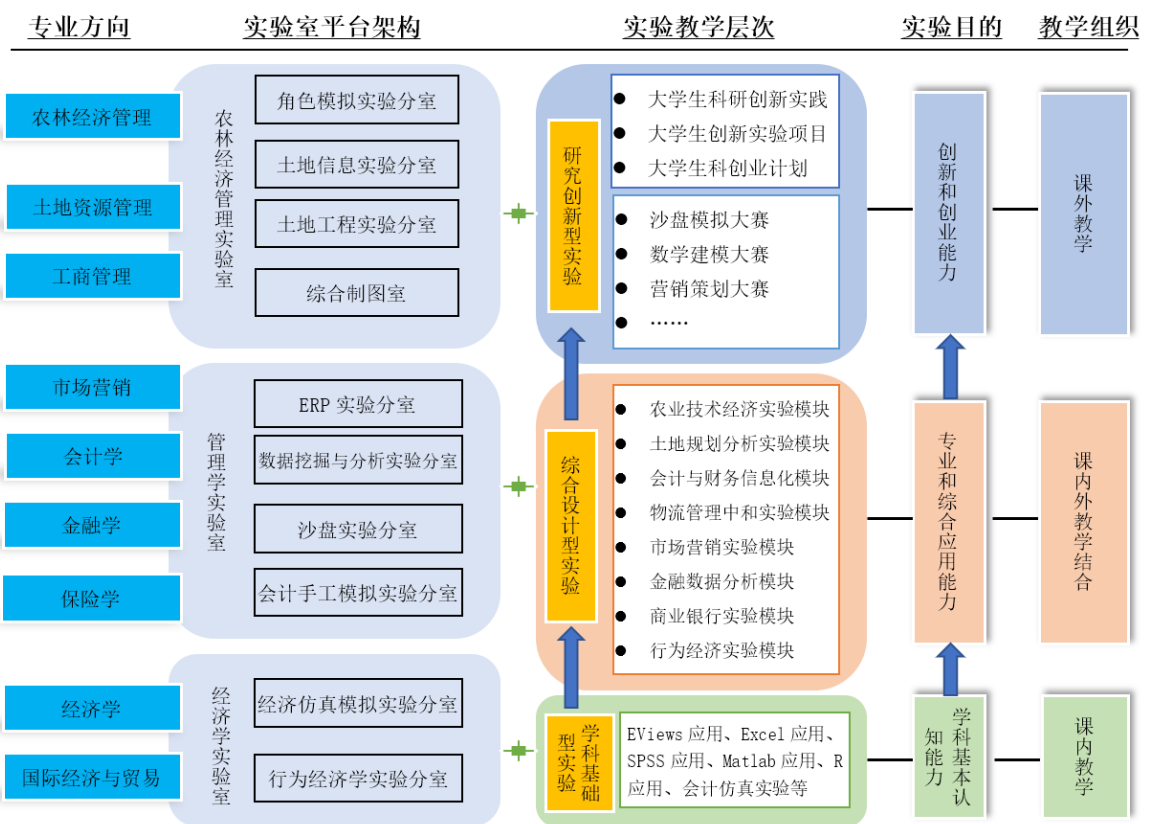 专业方向
实验室平台架构
实验教学层次
实验目的
教学组织
农林经济管理
土地资源管理
工商管理
农林经济管理实验室
角色模拟实验分室
土地信息实验分室
土地工程实验分室
综合制图室
研究创新型实验
● 大学生科研创新实践
● 大学生创新实验项目
● 大学生科创业计划
● 沙盘模拟大赛
● 数学建模大赛
● 营销策划大赛
● ……
创新和创业能力
课外教学
市场营销
会计学
金融学
保险学
管理学实验室
ERP 实验分室
数据挖掘与分析实验分室
沙盘实验分室
会计手工模拟实验分室
综合设计型实验
● 农业技术经济实验模块
● 土地规划分析实验模块
● 会计与财务信息化模块
● 物流管理中和实验模块
● 市场营销实验模块
● 金融数据分析模块
● 商业银行实验模块
● 行为经济实验模块
专业和综合应用能力
课内外教学结合
经济学
国际经济与贸易
经济学实验室
经济仿真模拟实验分室
行为经济学实验分室
学科基础
型实验
EViews 应用、Excel 应用、
SPSS 应用、Matlab 应用、R
应用、会计仿真实验等
学科基本认
知能力
课内教学